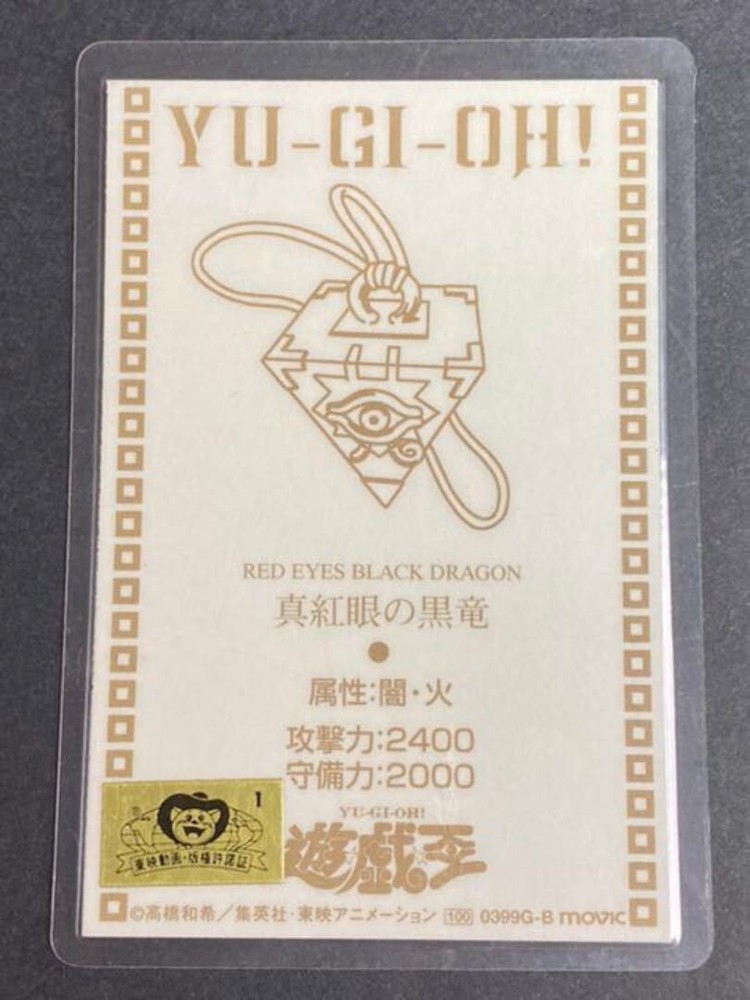 YU-GI-OH!
RED EYES BLACK DRAGON
真紅眼の黒竜
●
属性:闇・火
攻撃力:2400
守備力:2000
YU-GI-OH!
遊戯王
® 1
東映動画・版権許諾証
©高橋和希／集英社・東映アニメーション 100 0399G-B movic